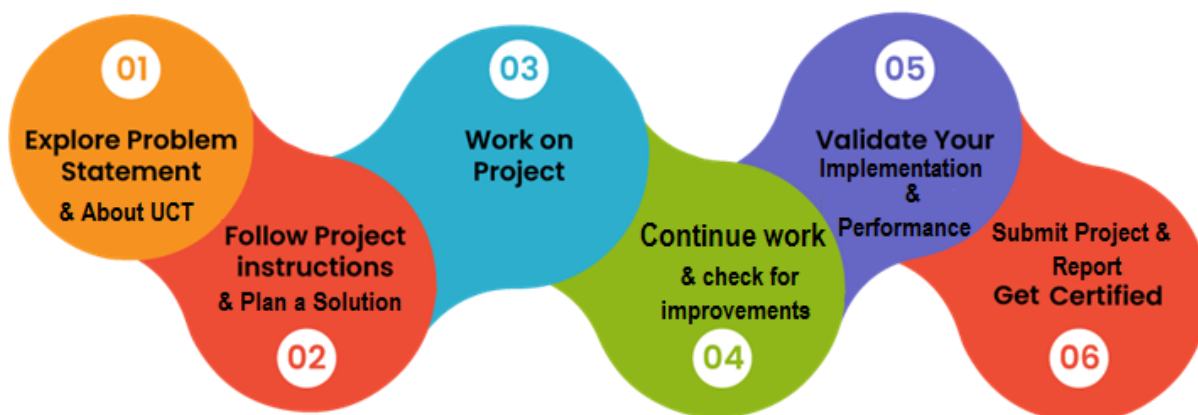 01
Explore Problem
Statement
& About UCT
Follow Project
instructions
& Plan a Solution
02
03
Work on
Project
Continue work
& check for
improvements
04
05
Validate Your
Implementation
&
Performance
Submit Project &
Report
Get Certified
06